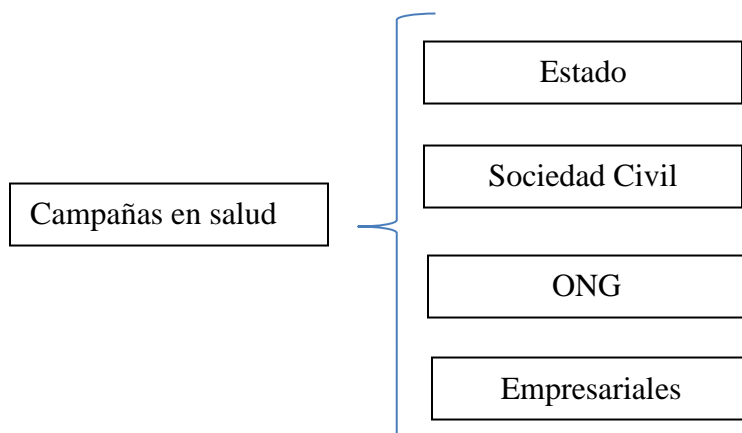 Estado
Sociedad Civil
Campañas en salud
ONG
Empresariales